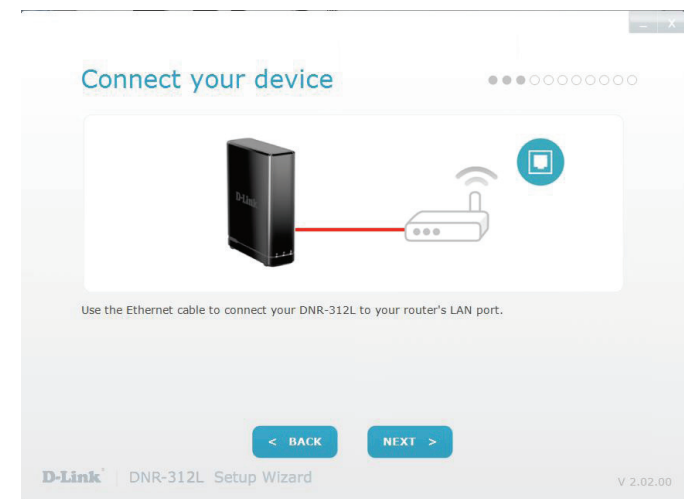 Connect your device
D-Link
Use the Ethernet cable to connect your DNR-312L to your router's LAN port.
< BACK
NEXT >
D-Link DNR-312L Setup Wizard
V 2.02.00